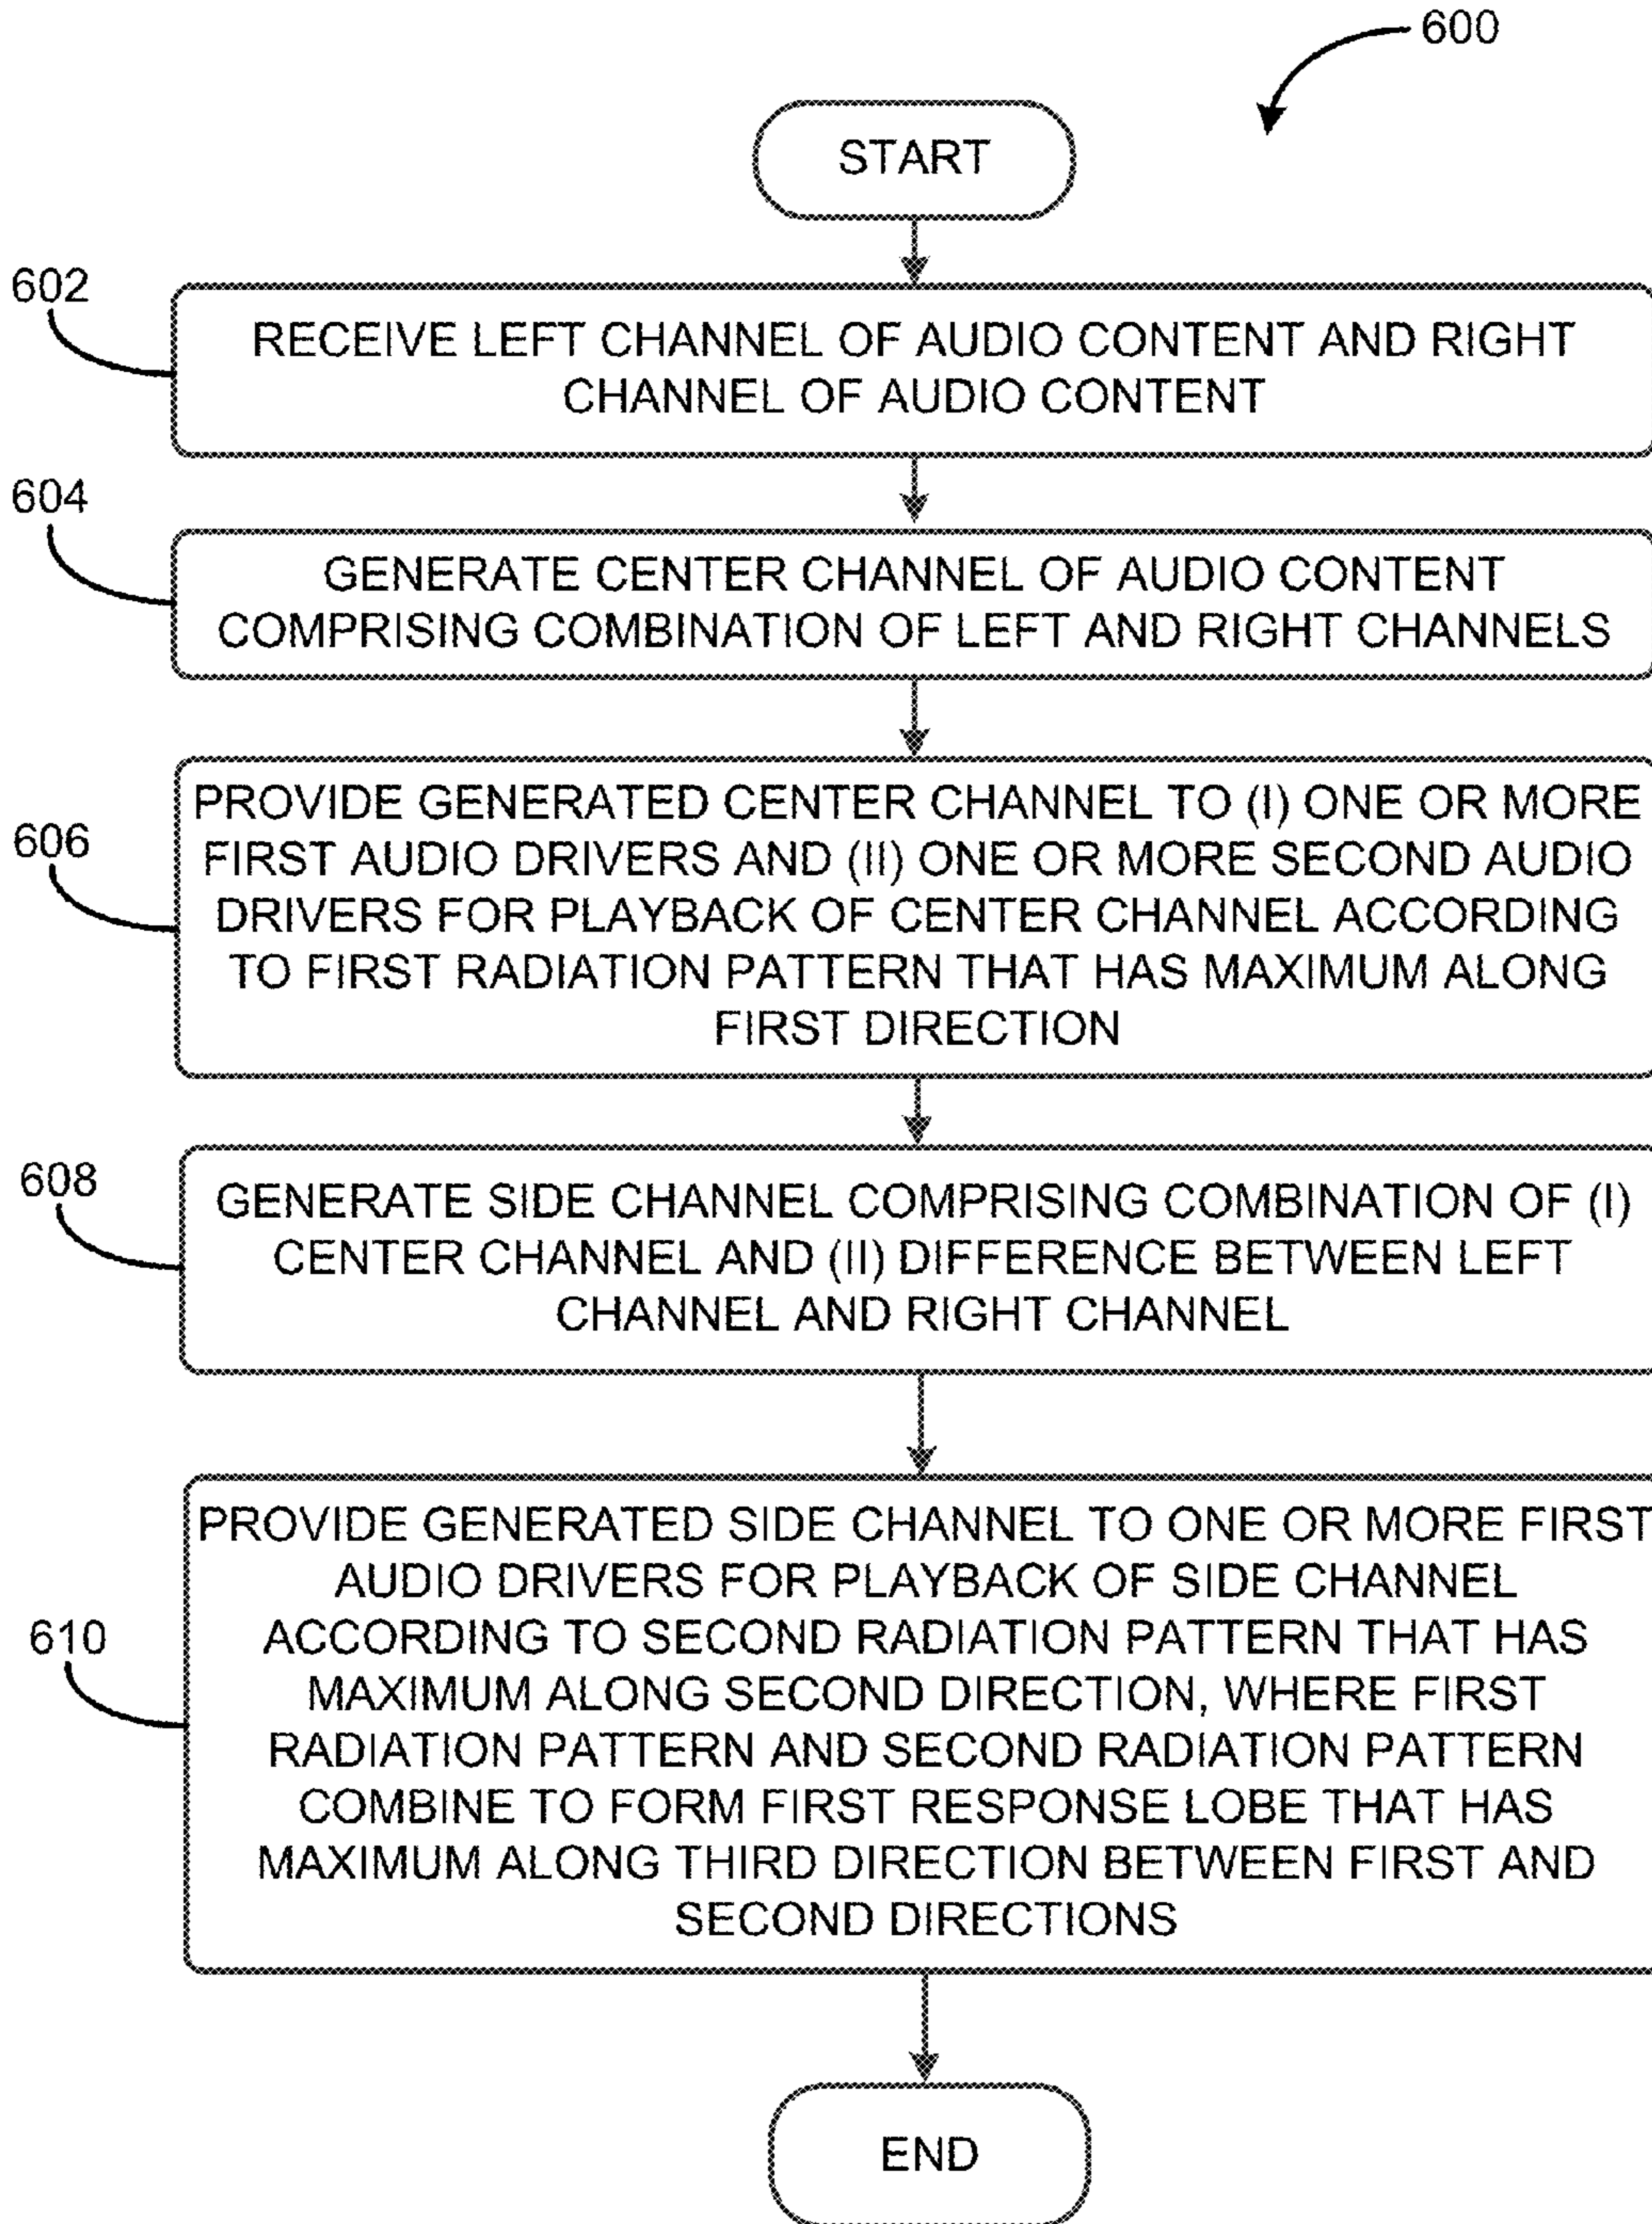 600
START
602
RECEIVE LEFT CHANNEL OF AUDIO CONTENT AND RIGHT
CHANNEL OF AUDIO CONTENT
604
GENERATE CENTER CHANNEL OF AUDIO CONTENT
COMPRISING COMBINATION OF LEFT AND RIGHT CHANNELS
606
PROVIDE GENERATED CENTER CHANNEL TO (I) ONE OR MORE
FIRST AUDIO DRIVERS AND (II) ONE OR MORE SECOND AUDIO
DRIVERS FOR PLAYBACK OF CENTER CHANNEL ACCORDING
TO FIRST RADIATION PATTERN THAT HAS MAXIMUM ALONG
FIRST DIRECTION
608
GENERATE SIDE CHANNEL COMPRISING COMBINATION OF (I)
CENTER CHANNEL AND (II) DIFFERENCE BETWEEN LEFT
CHANNEL AND RIGHT CHANNEL
610
PROVIDE GENERATED SIDE CHANNEL TO ONE OR MORE FIRST
AUDIO DRIVERS FOR PLAYBACK OF SIDE CHANNEL
ACCORDING TO SECOND RADIATION PATTERN THAT HAS
MAXIMUM ALONG SECOND DIRECTION, WHERE FIRST
RADIATION PATTERN AND SECOND RADIATION PATTERN
COMBINE TO FORM FIRST RESPONSE LOBE THAT HAS
MAXIMUM ALONG THIRD DIRECTION BETWEEN FIRST AND
SECOND DIRECTIONS
END